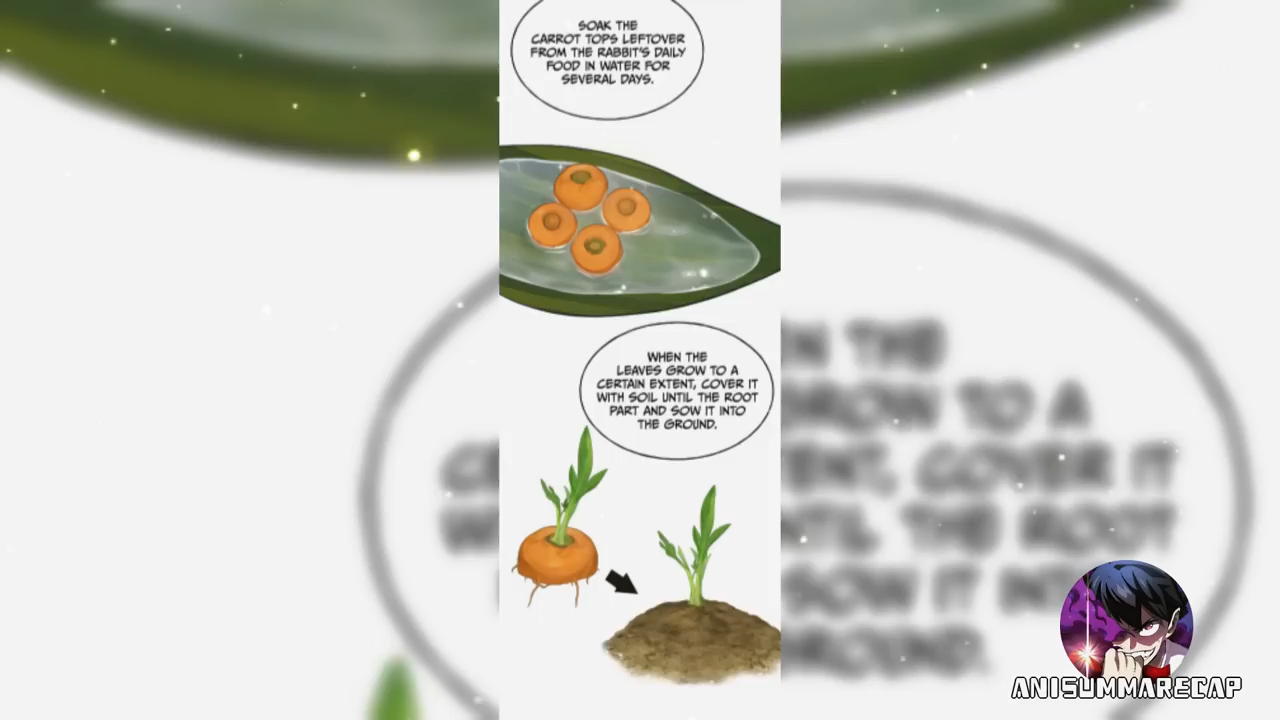 SOAK THE
CARROT TOPS LEFTOVER
FROM THE RABBIT'S DAILY
FOOD IN WATER FOR
SEVERAL DAYS.
WHEN THE
LEAVES GROW TO A
CERTAIN EXTENT, COVER IT
WITH SOIL UNTIL THE ROOT
PART AND SOW IT INTO
THE GROUND.
ANISUMMARECAP